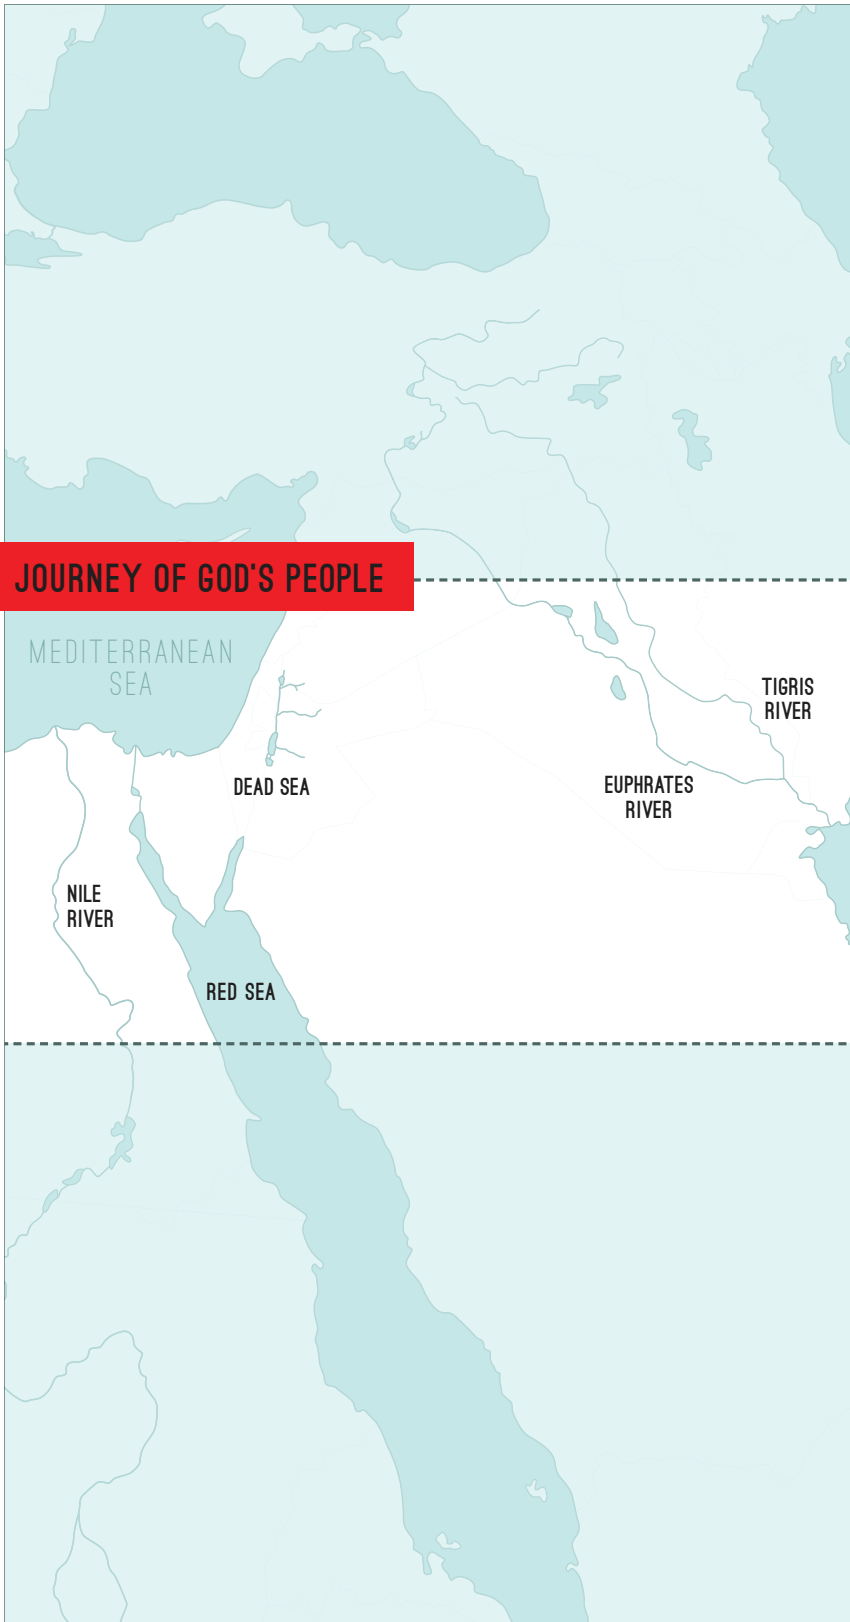 JOURNEY OF GOD'S PEOPLE
MEDITERRANEAN
SEA
TIGRIS
RIVER
DEAD SEA
EUPHRATES
RIVER
NILE
RIVER
RED SEA